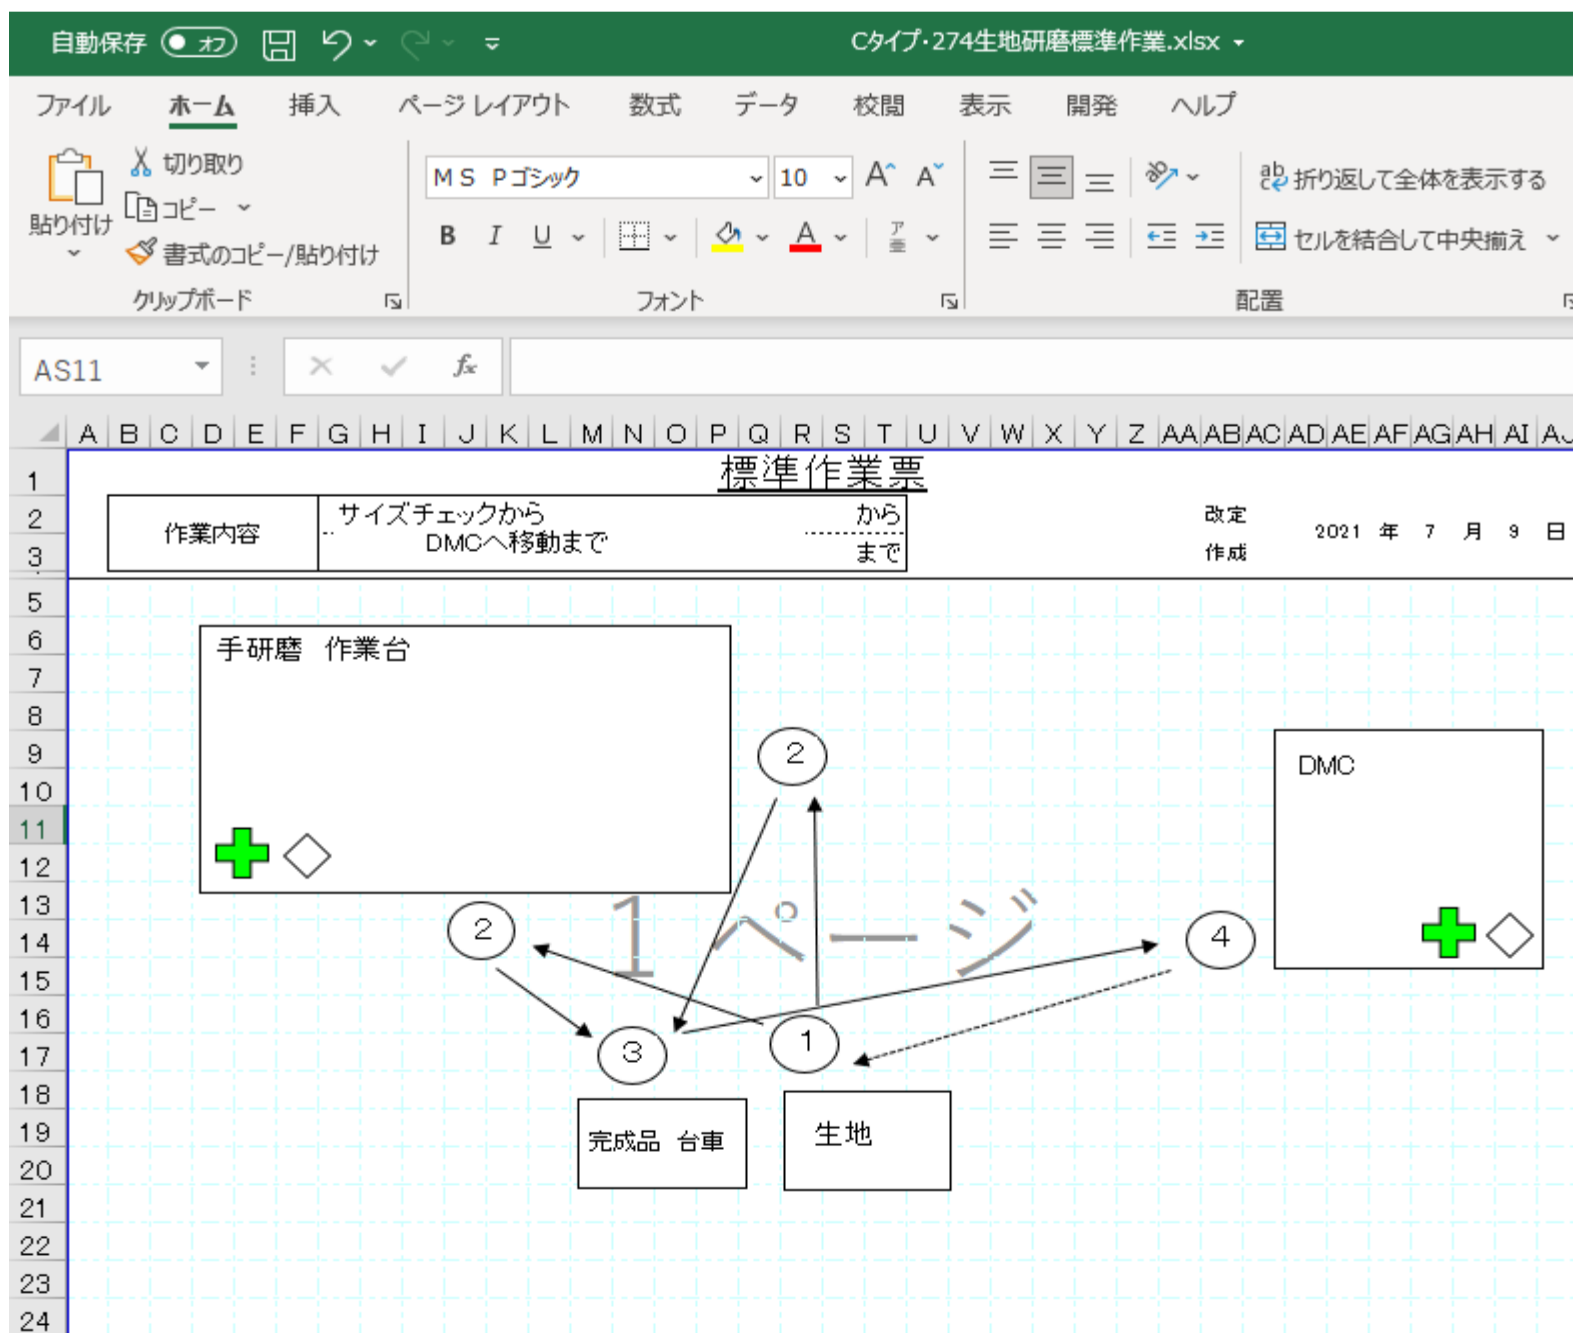 自動保存 オフ
Cタイプ・274生地研磨標準作業.xlsx
ファイル ホーム 挿入 ページ レイアウト 数式 データ 校閲 表示 開発 ヘルプ
貼り付け
切り取り
コピー
書式のコピー/貼り付け
クリップボード
ＭＳ Ｐゴシック 10 A A
B I U A ア亜
フォント
ab 折り返して全体を表示する
セルを結合して中央揃え
配置
AS11 fx
A B C D E F G H I J K L M N O P Q R S T U V W X Y Z AA AB AC AD AE AF AG AH AI AJ
1
2
3
5
6
7
8
9
10
11
12
13
14
15
16
17
18
19
20
21
22
23
24
標準作業票
作業内容
サイズチェックから から
DMCへ移動まで まで
改定
作成
2021 年 7 月 9 日
手研磨 作業台
2
DMC
2
4
1 ページ
3
1
完成品 台車
生地